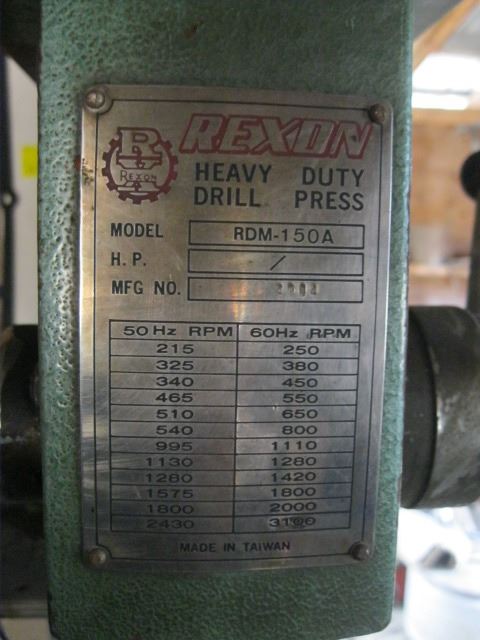 R
REXON
REXON
HEAVY DUTY
DRILL PRESS
MODEL RDM-150A
H.P. /
MFG NO.
50Hz RPM 60Hz RPM
215 250
325 380
340 450
465 550
510 650
540 800
995 1110
1130 1280
1280 1420
1575 1800
1800 2000
2430 3100
MADE IN TAIWAN